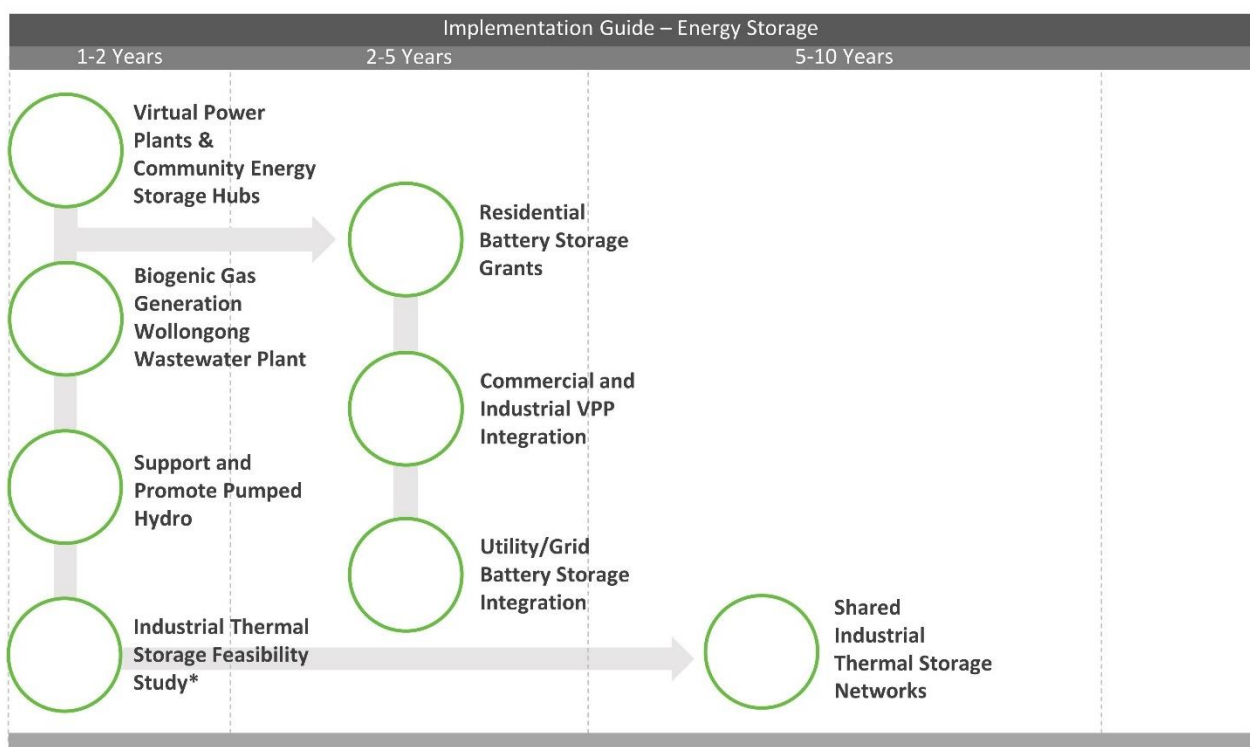 Implementation Guide – Energy Storage
1-2 Years
2-5 Years
5-10 Years
Virtual Power
Plants &
Community Energy
Storage Hubs
Biogenic Gas
Generation
Wollongong
Wastewater Plant
Support and
Promote Pumped
Hydro
Industrial Thermal
Storage Feasibility
Study*
Residential
Battery Storage
Grants
Commercial and
Industrial VPP
Integration
Utility/Grid
Battery Storage
Integration
Shared
Industrial
Thermal Storage
Networks